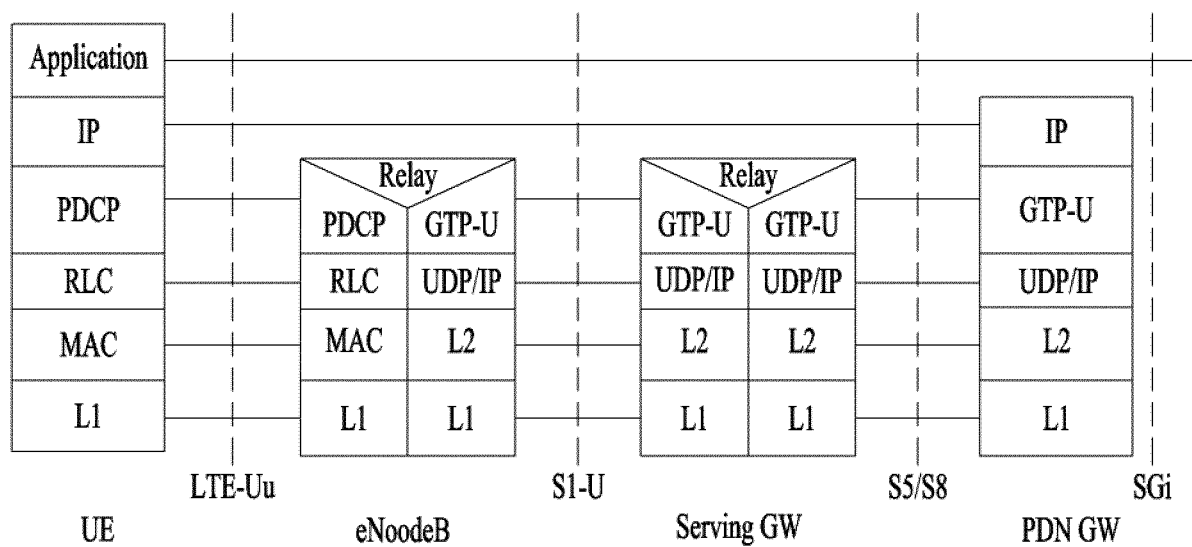 Application
IP
IP
Relay
Relay
PDCP
PDCP
GTP-U
GTP-U
GTP-U
GTP-U
RLC
RLC
UDP/IP
UDP/IP
UDP/IP
UDP/IP
MAC
MAC
L2
L2
L2
L2
L1
L1
L1
L1
L1
L1
LTE-Uu
S1-U
S5/S8
SGi
UE
eNoodeB
Serving GW
PDN GW